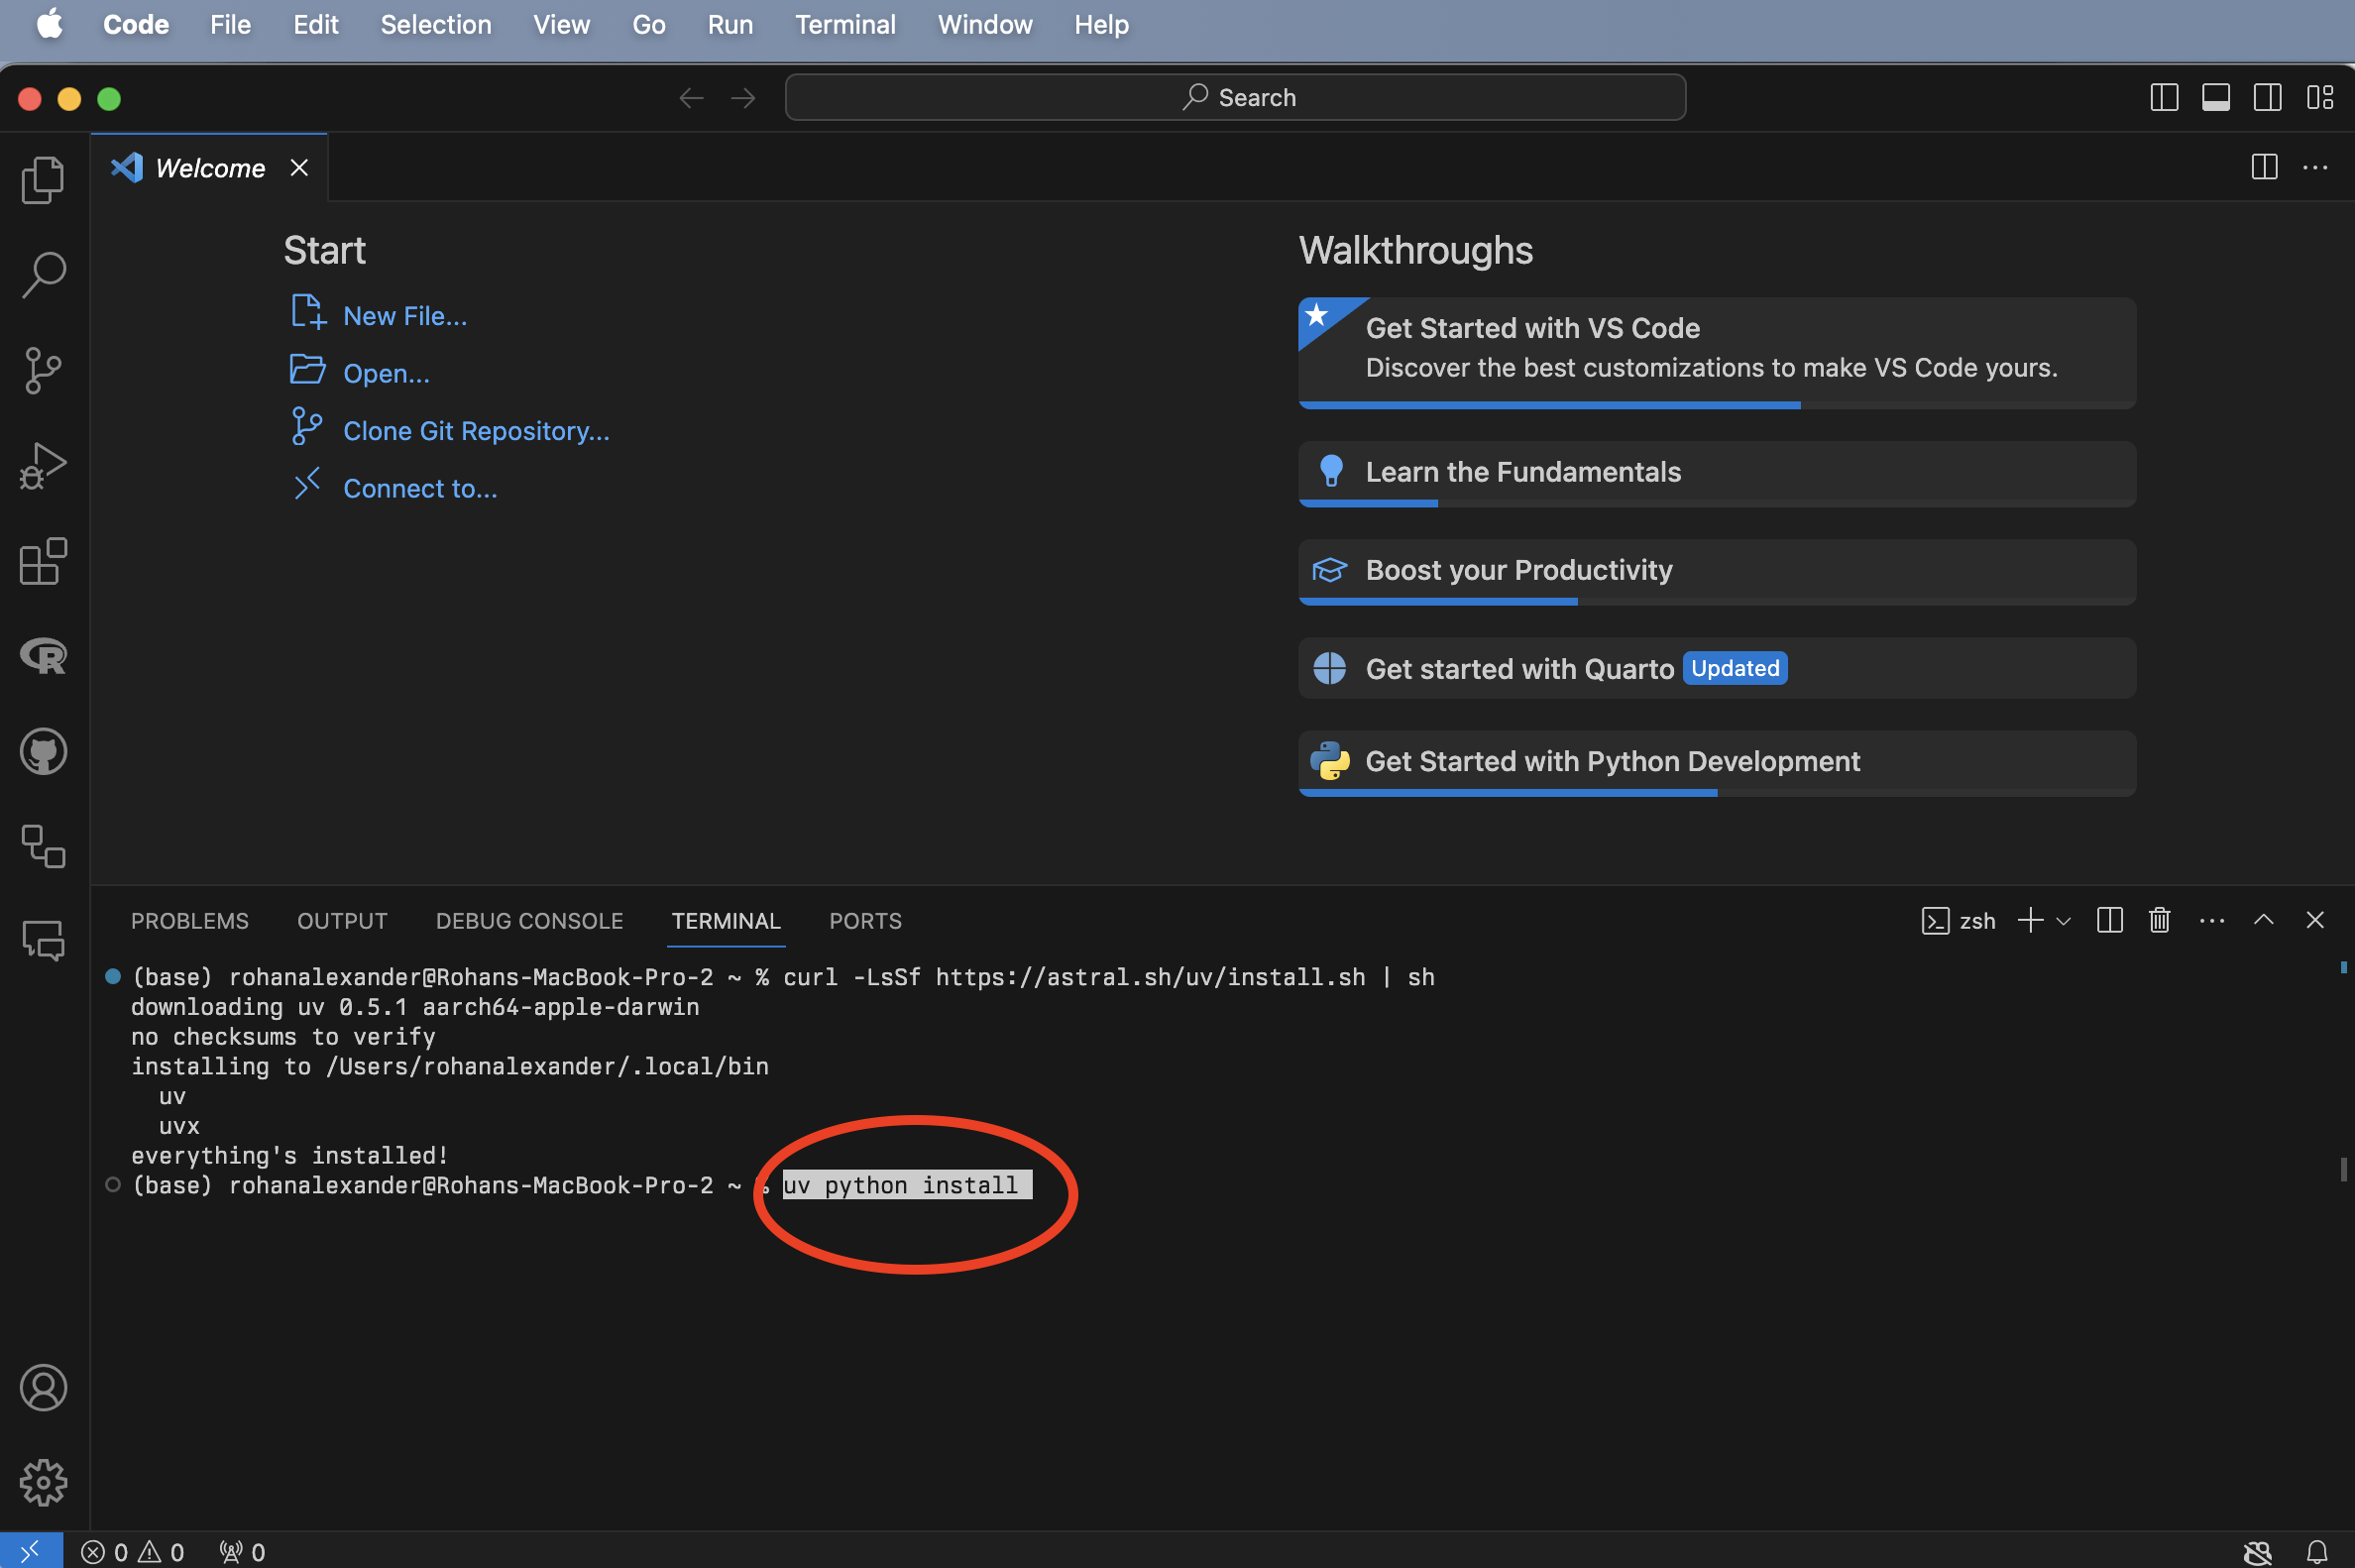 Code File Edit Selection View Go Run Terminal Window Help
Search
Welcome
Start
New File...
Open...
Clone Git Repository...
Connect to...
Walkthroughs
Get Started with VS Code
Discover the best customizations to make VS Code yours.
Learn the Fundamentals
Boost your Productivity
Get started with Quarto Updated
Get Started with Python Development
PROBLEMS OUTPUT DEBUG CONSOLE TERMINAL PORTS zsh
(base) rohanalexander@Rohans-MacBook-Pro-2 ~ % curl -LsSf https://astral.sh/uv/install.sh | sh
downloading uv 0.5.1 aarch64-apple-darwin
no checksums to verify
installing to /Users/rohanalexander/.local/bin
uv
uvx
everything's installed!
(base) rohanalexander@Rohans-MacBook-Pro-2 ~ % uv python install
0 0 0